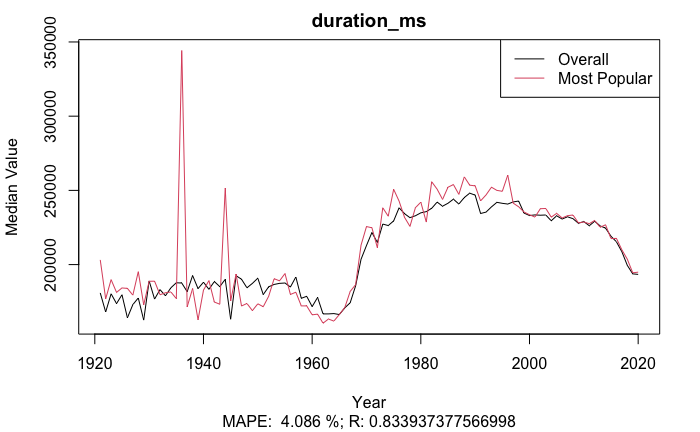 duration_ms
Overall
Most Popular
350000
300000
250000
200000
Median Value
1920
1940
1960
1980
2000
2020
Year
MAPE:  4.086 %; R: 0.833937377566998